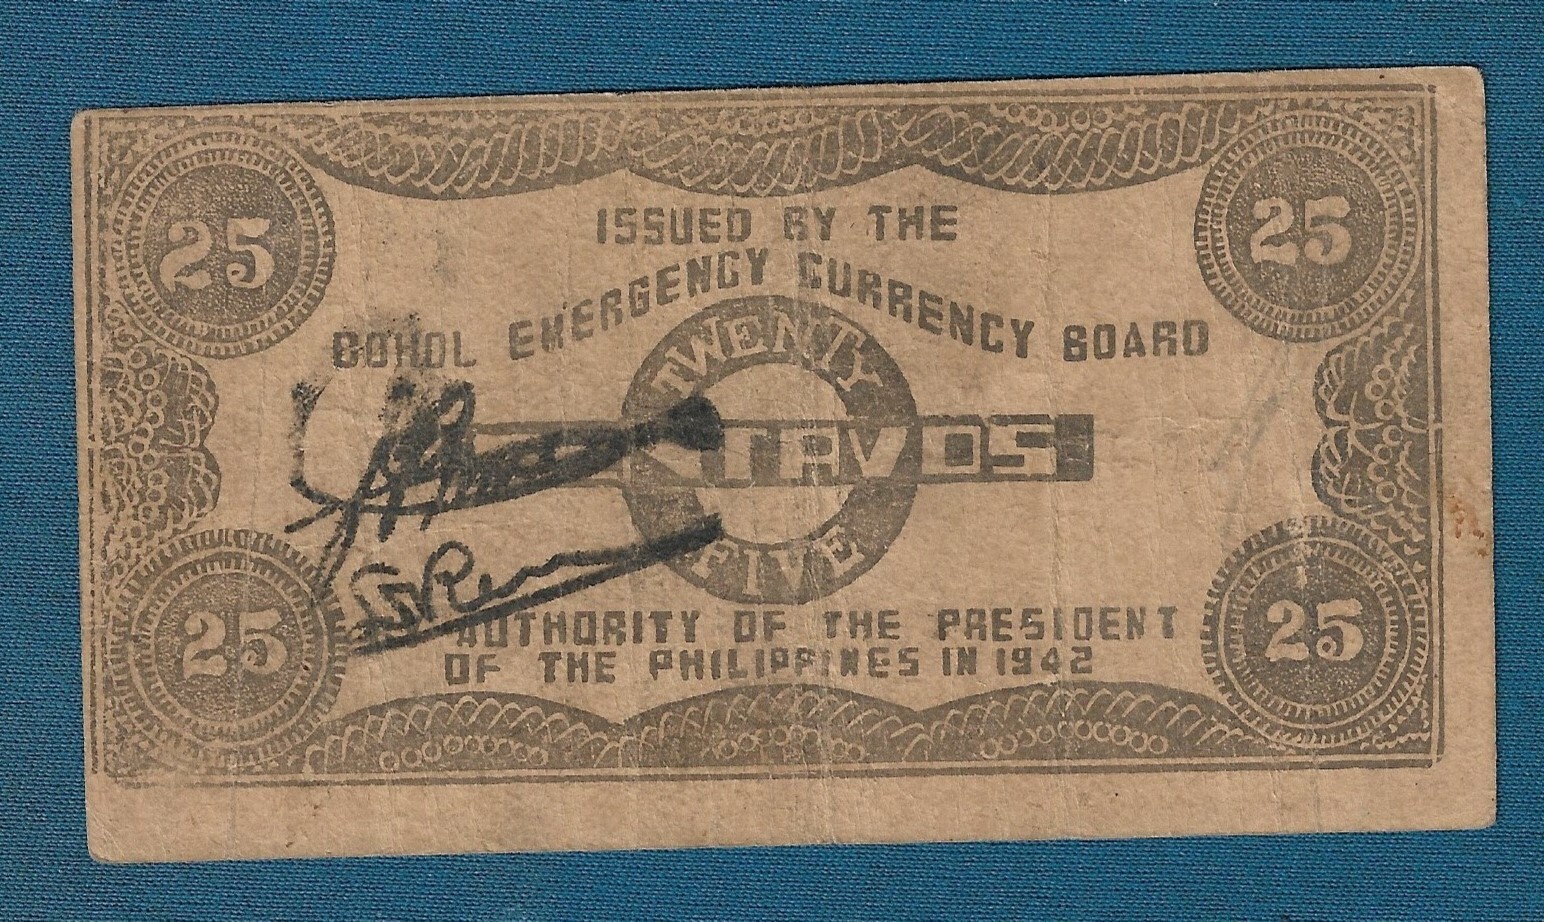 25 25
ISSUED BY THE
BOHOL EMERGENCY CURRENCY BOARD
TWENTY
TAVOS
FIVE
AUTHORITY OF THE PRESIDENT
OF THE PHILIPPINES IN 1942
25 25